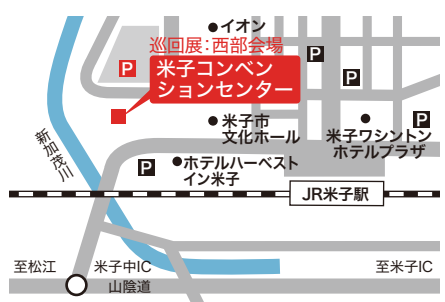 イオン
巡回展:西部会場
P
P
P
米子コンベン
ションセンター
P
米子市
文化ホール
米子ワシントン
ホテルプラザ
新加茂川
P
ホテルハーベスト
イン米子
JR米子駅
至松江
米子中IC
至米子IC
山陰道